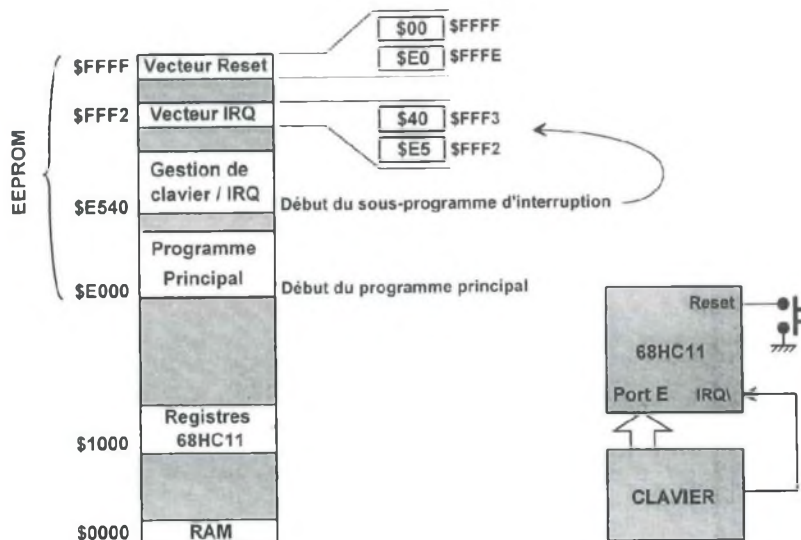 $00 $FFFF
$E0 $FFFE
$FFFF Vecteur Reset
$FFF2 Vecteur IRQ
$40 $FFF3
$E5 $FFF2
EEPROM
Gestion de
clavier / IRQ
$E540
Début du sous-programme d'interruption
Programme
Principal
$E000
Début du programme principal
Reset
68HC11
Port E IRQ\
Registres
68HC11
$1000
CLAVIER
$0000 RAM